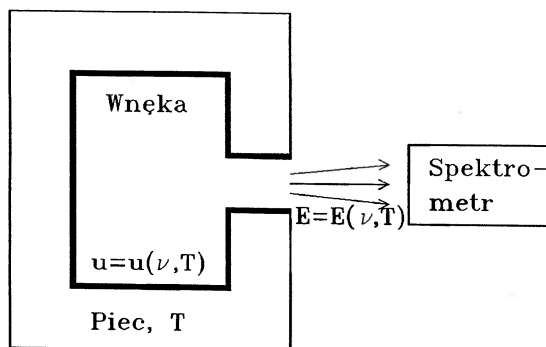 Wnęka
Spektro-
metr
E=E(ν,T)
u=u(ν,T)
Piec, T